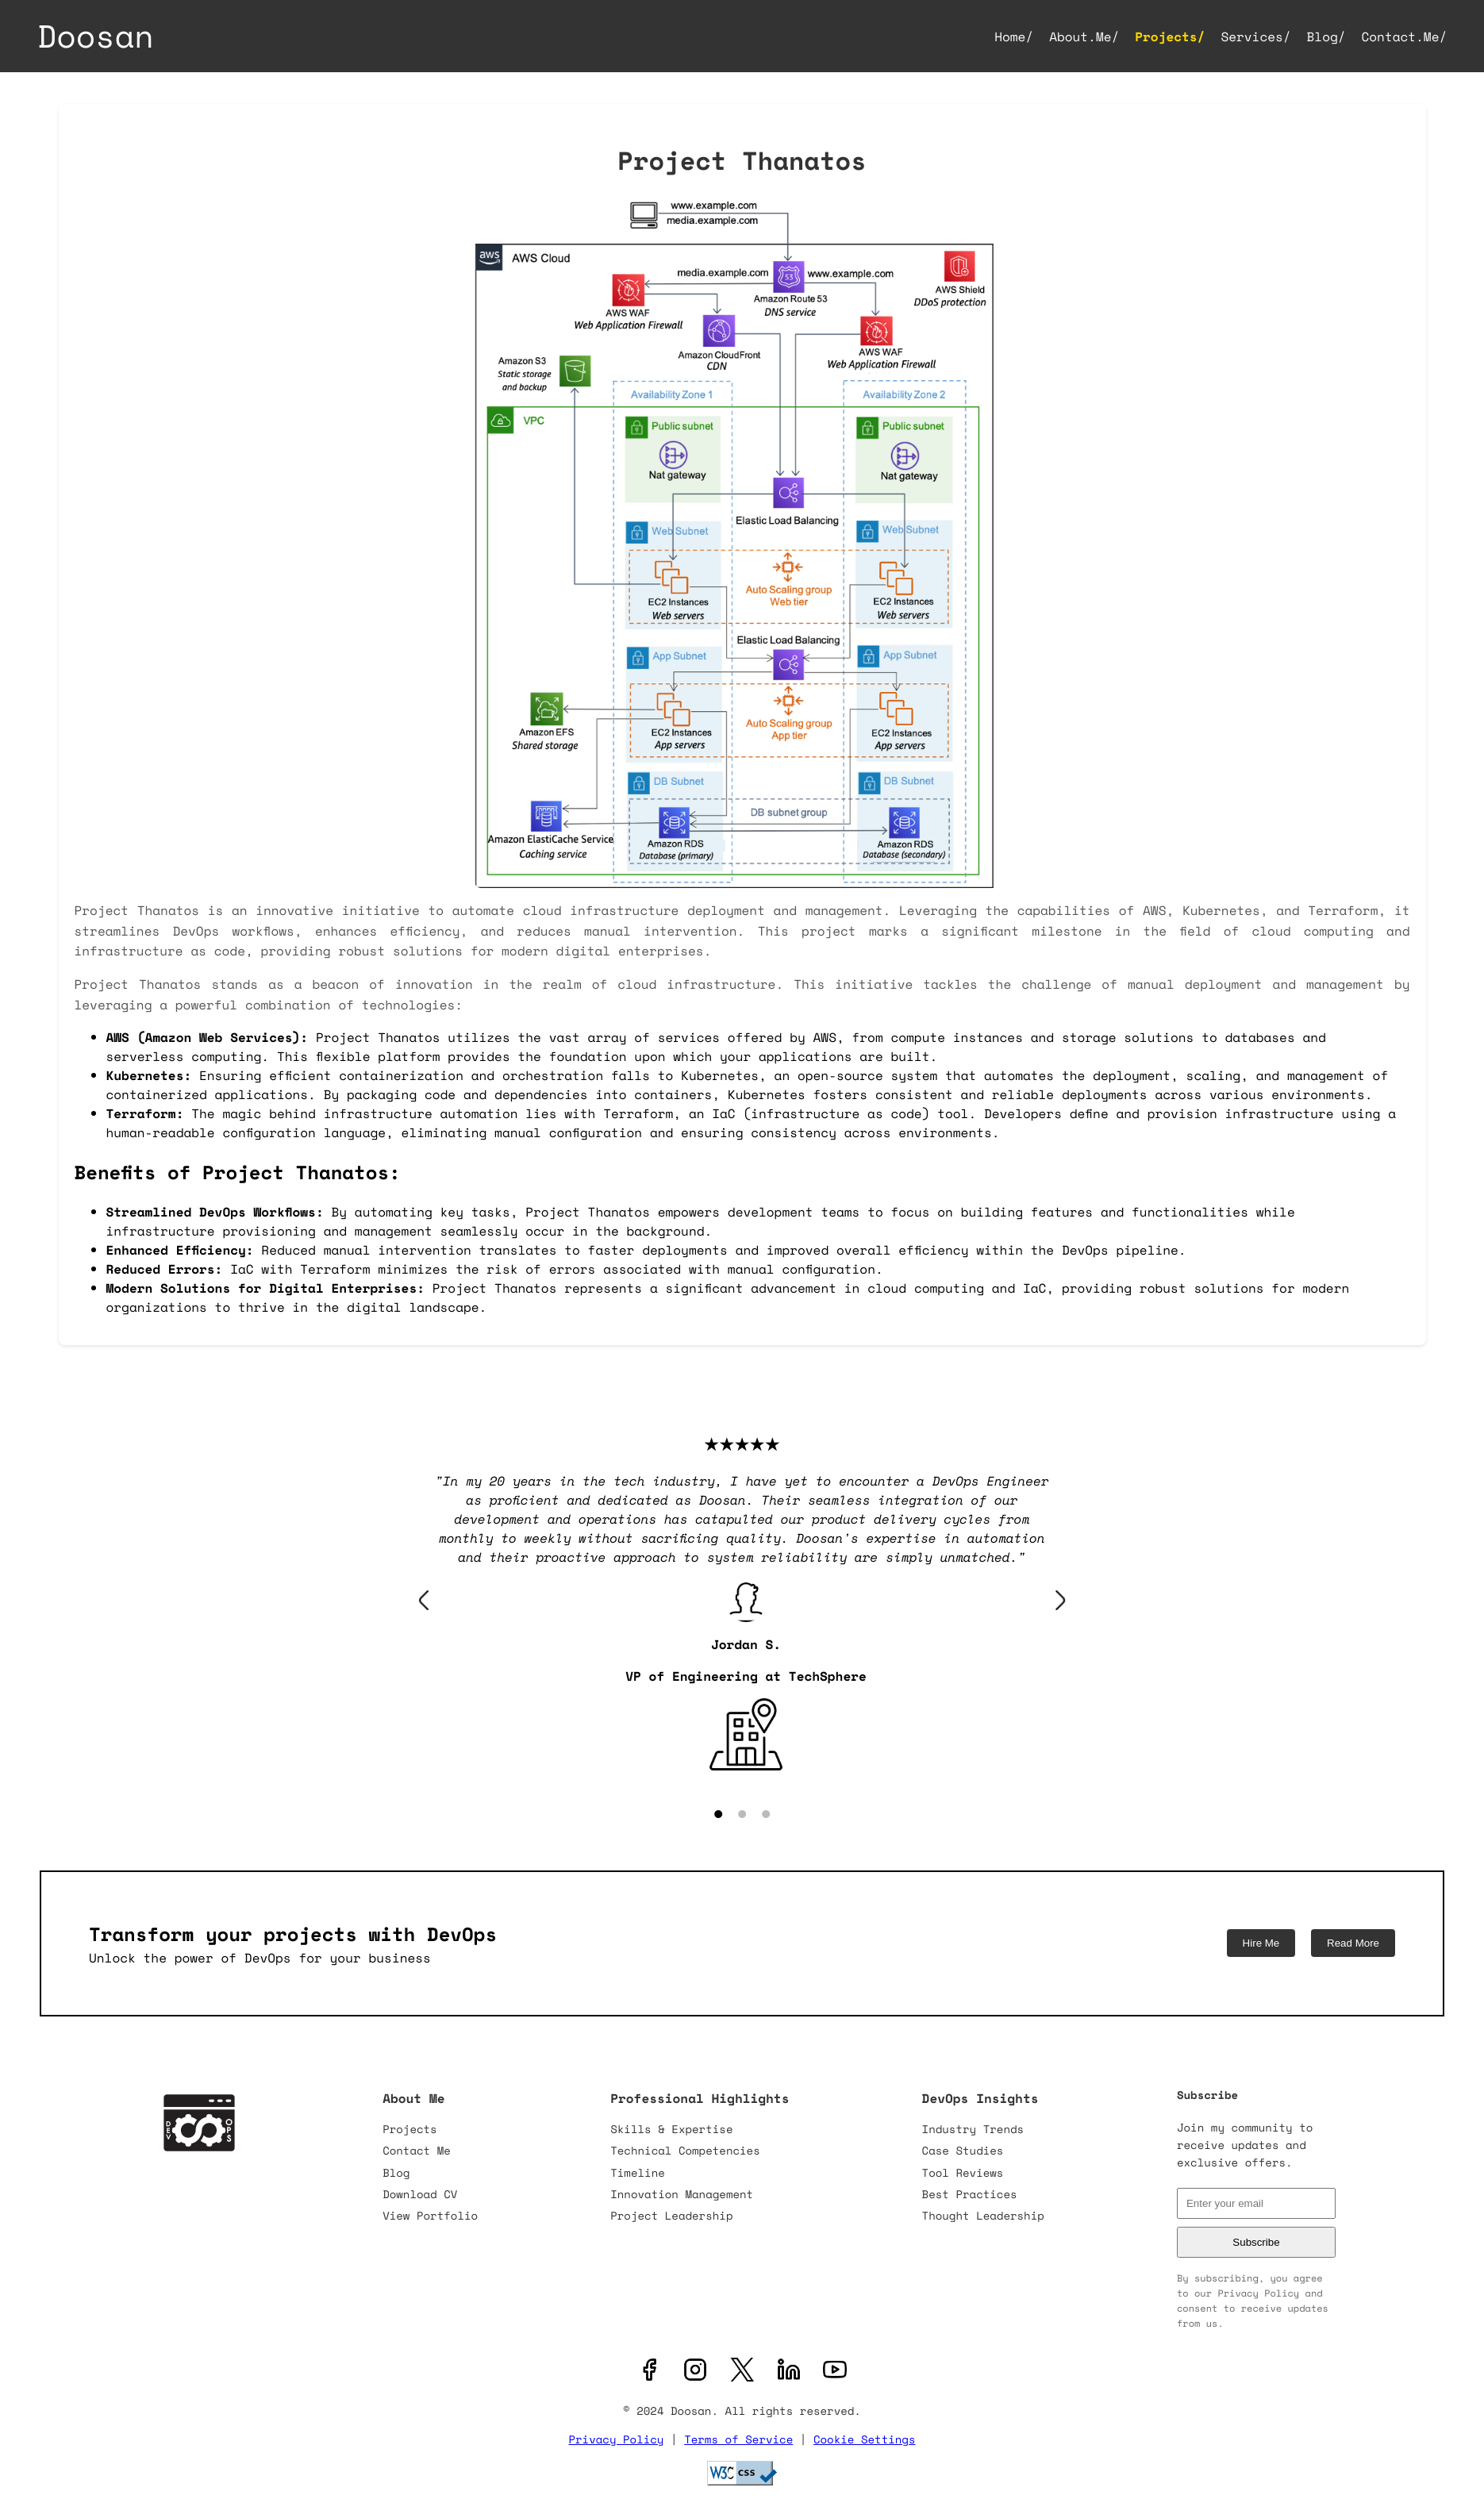 Doosan
Home/ About.Me/ Projects/ Services/ Blog/ Contact.Me/
Project Thanatos
www.example.com
media.example.com
aws
AWS Cloud
media.example.com
53
www.example.com
AWS Shield
DDoS protection
Amazon Route 53
DNS service
AWS WAF
Web Application Firewall
Amazon CloudFront
CDN
AWS WAF
Web Application Firewall
Amazon S3
Static storage
and backup
Availability Zone 1
Availability Zone 2
VPC
Public subnet
Public subnet
Nat gateway
Nat gateway
Elastic Load Balancing
Web Subnet
Web Subnet
Auto Scaling group
Web tier
EC2 Instances
Web servers
EC2 Instances
Web servers
Elastic Load Balancing
App Subnet
App Subnet
Auto Scaling group
App tier
Amazon EFS
Shared storage
EC2 Instances
App servers
EC2 Instances
App servers
DB Subnet
DB Subnet
DB subnet group
Amazon ElastiCache Service
Caching service
Amazon RDS
Database (primary)
Amazon RDS
Database (secondary)
Project Thanatos is an innovative initiative to automate cloud infrastructure deployment and management. Leveraging the capabilities of AWS, Kubernetes, and Terraform, it
streamlines DevOps workflows, enhances efficiency, and reduces manual intervention. This project marks a significant milestone in the field of cloud computing and
infrastructure as code, providing robust solutions for modern digital enterprises.
Project Thanatos stands as a beacon of innovation in the realm of cloud infrastructure. This initiative tackles the challenge of manual deployment and management by
leveraging a powerful combination of technologies:
• AWS (Amazon Web Services): Project Thanatos utilizes the vast array of services offered by AWS, from compute instances and storage solutions to databases and
serverless computing. This flexible platform provides the foundation upon which your applications are built.
• Kubernetes: Ensuring efficient containerization and orchestration falls to Kubernetes, an open-source system that automates the deployment, scaling, and management of
containerized applications. By packaging code and dependencies into containers, Kubernetes fosters consistent and reliable deployments across various environments.
• Terraform: The magic behind infrastructure automation lies with Terraform, an IaC (infrastructure as code) tool. Developers define and provision infrastructure using a
human-readable configuration language, eliminating manual configuration and ensuring consistency across environments.
Benefits of Project Thanatos:
• Streamlined DevOps Workflows: By automating key tasks, Project Thanatos empowers development teams to focus on building features and functionalities while
infrastructure provisioning and management seamlessly occur in the background.
• Enhanced Efficiency: Reduced manual intervention translates to faster deployments and improved overall efficiency within the DevOps pipeline.
• Reduced Errors: IaC with Terraform minimizes the risk of errors associated with manual configuration.
• Modern Solutions for Digital Enterprises: Project Thanatos represents a significant advancement in cloud computing and IaC, providing robust solutions for modern
organizations to thrive in the digital landscape.
★★★★★
"In my 20 years in the tech industry, I have yet to encounter a DevOps Engineer
as proficient and dedicated as Doosan. Their seamless integration of our
development and operations has catapulted our product delivery cycles from
monthly to weekly without sacrificing quality. Doosan's expertise in automation
and their proactive approach to system reliability are simply unmatched."
Jordan S.
VP of Engineering at TechSphere
Transform your projects with DevOps
Unlock the power of DevOps for your business
Hire Me
Read More
DEV
OPS
About Me
Projects
Contact Me
Blog
Download CV
View Portfolio
Professional Highlights
Skills & Expertise
Technical Competencies
Timeline
Innovation Management
Project Leadership
DevOps Insights
Industry Trends
Case Studies
Tool Reviews
Best Practices
Thought Leadership
Subscribe
Join my community to
receive updates and
exclusive offers.
Enter your email
Subscribe
By subscribing, you agree
to our Privacy Policy and
consent to receive updates
from us.
© 2024 Doosan. All rights reserved.
Privacy Policy | Terms of Service | Cookie Settings
W3C css